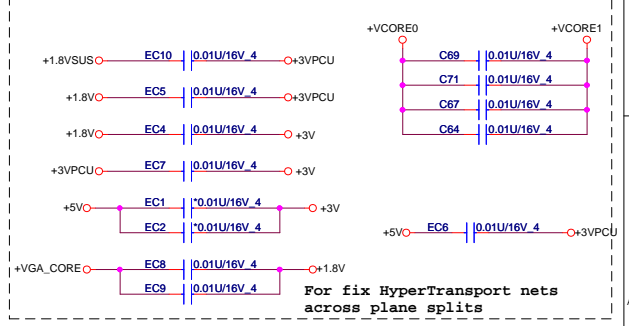 +VCORE0 +VCORE1
+1.8VSUS EC10 0.01U/16V_4 +3VPCU
C69 0.01U/16V_4
C71 0.01U/16V_4
+1.8V EC5 0.01U/16V_4 +3VPCU
C67 0.01U/16V_4
+1.8V EC4 0.01U/16V_4 +3V
C64 0.01U/16V_4
+3VPCU EC7 0.01U/16V_4 +3V
+5V EC1 *0.01U/16V_4 +3V
EC2 *0.01U/16V_4
+5V EC6 0.01U/16V_4 +3VPCU
+VGA_CORE EC8 0.01U/16V_4 +1.8V
EC9 0.01U/16V_4
For fix HyperTransport nets
across plane splits